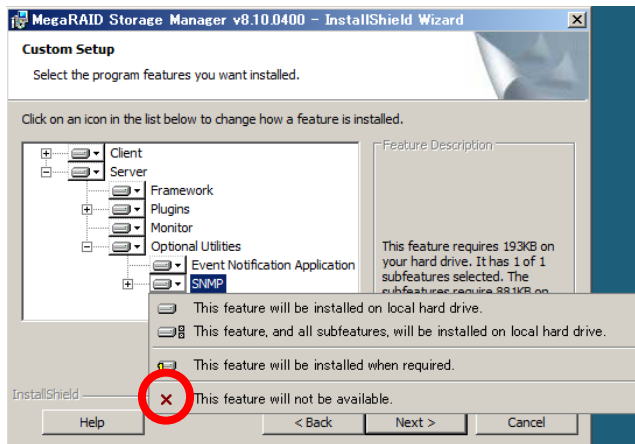 MegaRAID Storage Manager v8.10.0400 - InstallShield Wizard
Custom Setup
Select the program features you want installed.
Click on an icon in the list below to change how a feature is installed.
Client
Server
Framework
Plugins
Monitor
Optional Utilities
Event Notification Application
SNMP
Feature Description
This feature requires 193KB on
your hard drive. It has 1 of 1
subfeatures selected. The
subfeatures require 881KB on
This feature will be installed on local hard drive.
This feature, and all subfeatures, will be installed on local hard drive.
This feature will be installed when required.
This feature will not be available.
InstallShield
Help
< Back
Next >
Cancel